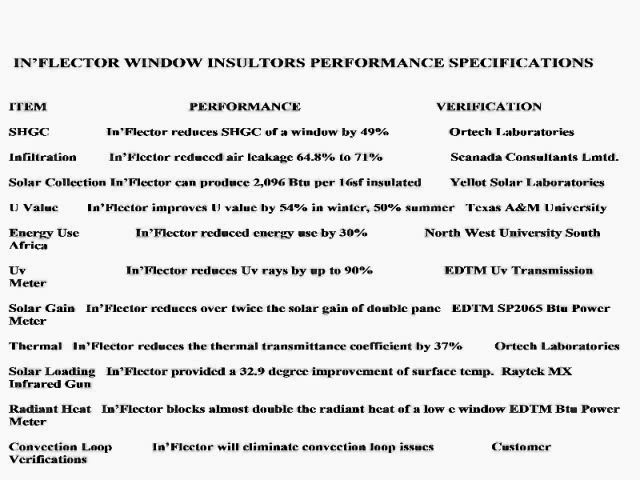 IN'FLECTOR WINDOW INSULTORS PERFORMANCE SPECIFICATIONS
ITEM PERFORMANCE VERIFICATION
SHGC In'Flector reduces SHGC of a window by 49% Ortech Laboratories
Infiltration In'Flector reduced air leakage 64.8% to 71% Scanada Consultants Lmtd.
Solar Collection In'Flector can produce 2,096 Btu per 16sf insulated Yellot Solar Laboratories
U Value In'Flector improves U value by 54% in winter, 50% summer Texas A&M University
Energy Use In'Flector reduced energy use by 30% North West University South
Africa
Uv In'Flector reduces Uv rays by up to 90% EDTM Uv Transmission
Meter
Solar Gain In'Flector reduces over twice the solar gain of double pane EDTM SP2065 Btu Power
Meter
Thermal In'Flector reduces the thermal transmittance coefficient by 37% Ortech Laboratories
Solar Loading In'Flector provided a 32.9 degree improvement of surface temp. Raytek MX
Infrared Gun
Radiant Heat In'Flector blocks almost double the radiant heat of a low e window EDTM Btu Power
Meter
Convection Loop In'Flector will eliminate convection loop issues Customer
Verifications